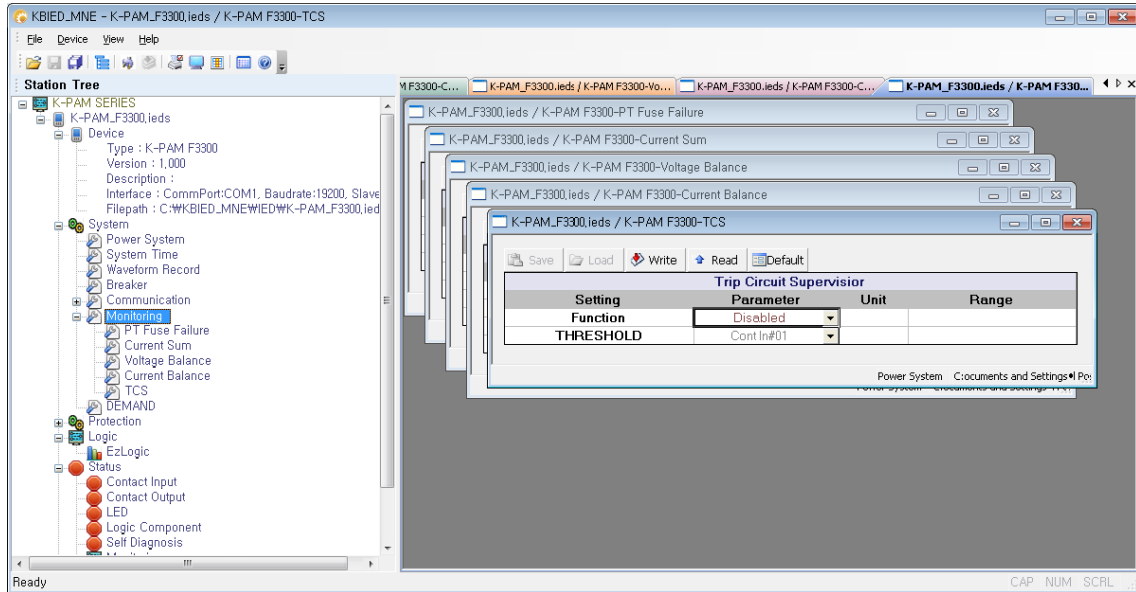 KBIED_MNE - K-PAM_F3300.ieds / K-PAM F3300-TCS
File Device View Help
Station Tree
K-PAM SERIES
K-PAM_F3300.ieds
Device
Type : K-PAM F3300
Version : 1,000
Description :
Interface : CommPort:COM1, Baudrate:19200, Slave
Filepath : C:₩KBIED_MNE₩IED₩K-PAM_F3300.ied
System
Power System
System Time
Waveform Record
Breaker
Communication
Monitoring
PT Fuse Failure
Current Sum
Voltage Balance
Current Balance
TCS
DEMAND
Protection
Logic
EzLogic
Status
Contact Input
Contact Output
LED
Logic Component
Self Diagnosis
M F3300-C... K-PAM_F3300.ieds / K-PAM F3300-Vo... K-PAM_F3300.ieds / K-PAM F3300-C... K-PAM_F3300.ieds / K-PAM F330...
K-PAM_F3300.ieds / K-PAM F3300-PT Fuse Failure
K-PAM_F3300.ieds / K-PAM F3300-Current Sum
K-PAM_F3300.ieds / K-PAM F3300-Voltage Balance
K-PAM_F3300.ieds / K-PAM F3300-Current Balance
K-PAM_F3300.ieds / K-PAM F3300-TCS
Save Load Write Read Default
Trip Circuit Supervisior
Setting Parameter Unit Range
Function Disabled
THRESHOLD Cont In#01
Power System C:ocuments and Settings Po
Ready
CAP NUM SCRL